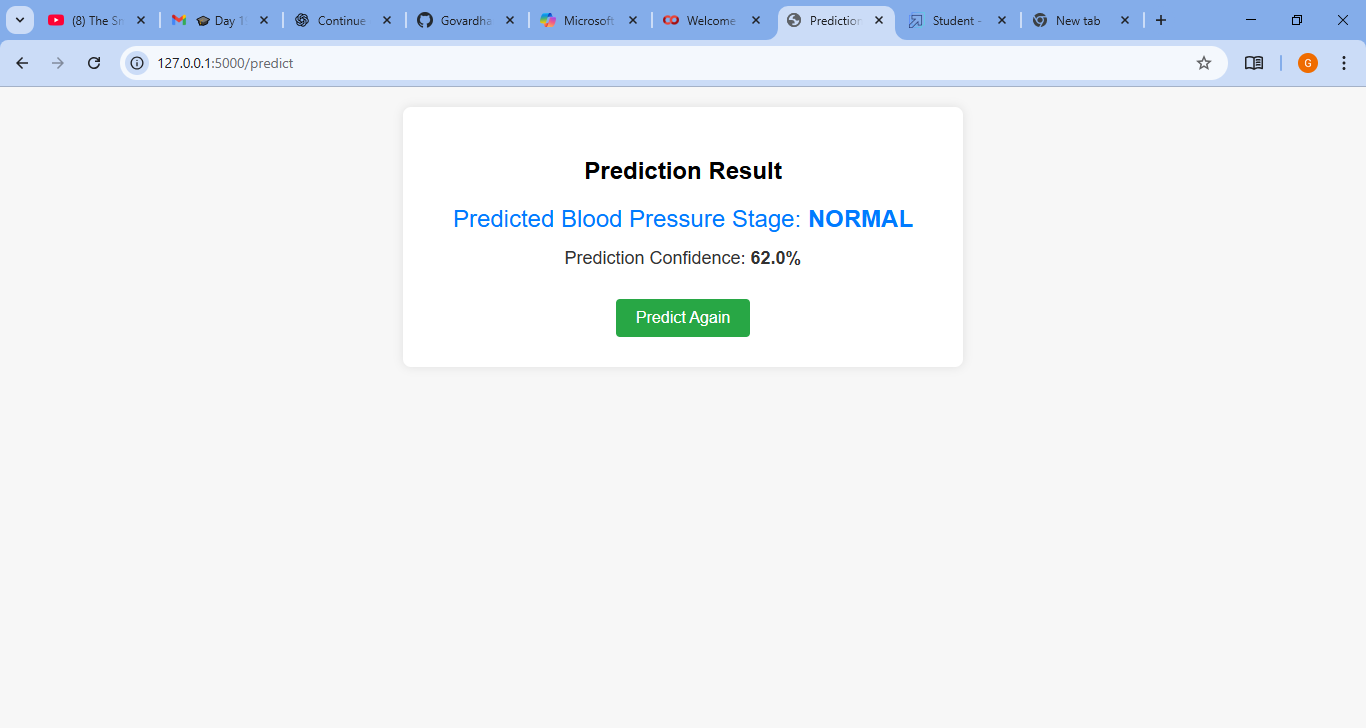 (8) The Sn
Day 1
Continue
Govardha
Microsoft
Welcome
Prediction
Student -
New tab
127.0.0.1:5000/predict
G
Prediction Result
Predicted Blood Pressure Stage: NORMAL
Prediction Confidence: 62.0%
Predict Again